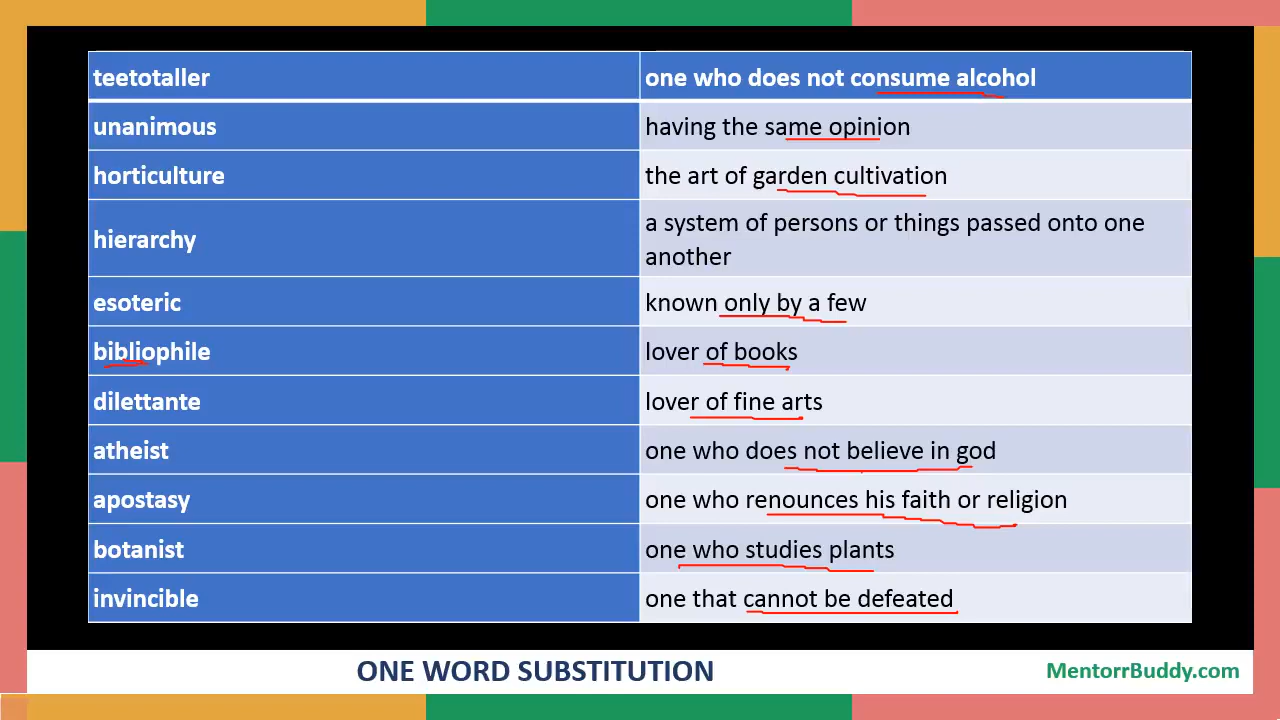 teetotaller one who does not consume alcohol
unanimous having the same opinion
horticulture the art of garden cultivation
hierarchy a system of persons or things passed onto one
another
esoteric known only by a few
bibliophile lover of books
dilettante lover of fine arts
atheist one who does not believe in god
apostasy one who renounces his faith or religion
botanist one who studies plants
invincible one that cannot be defeated
ONE WORD SUBSTITUTION MentorrBuddy.com